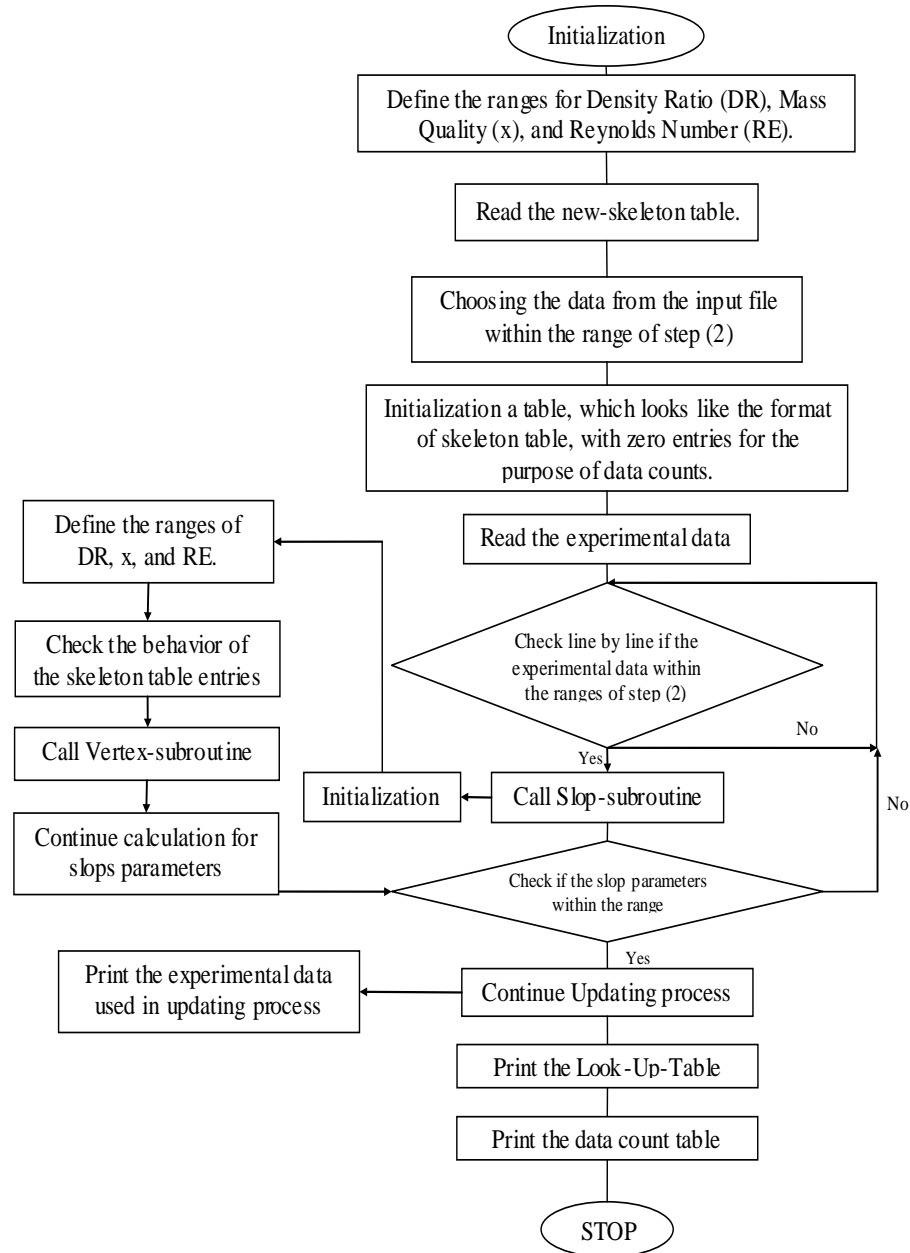 Initialization
Define the ranges for Density Ratio (DR), Mass
Quality (x), and Reynolds Number (RE).
Read the new-skeleton table.
Choosing the data from the input file
within the range of step (2)
Initialization a table, which looks like the format
of skeleton table, with zero entries for the
purpose of data counts.
Read the experimental data
Check line by line if the
experimental data within
the ranges of step (2)
No
Yes
Call Slop-subroutine
Initialization
Define the ranges of
DR, x, and RE.
Check the behavior of
the skeleton table entries
Call Vertex-subroutine
Continue calculation for
slops parameters
Check if the slop parameters
within the range
No
Yes
Continue Updating process
Print the experimental data
used in updating process
Print the Look-Up-Table
Print the data count table
STOP